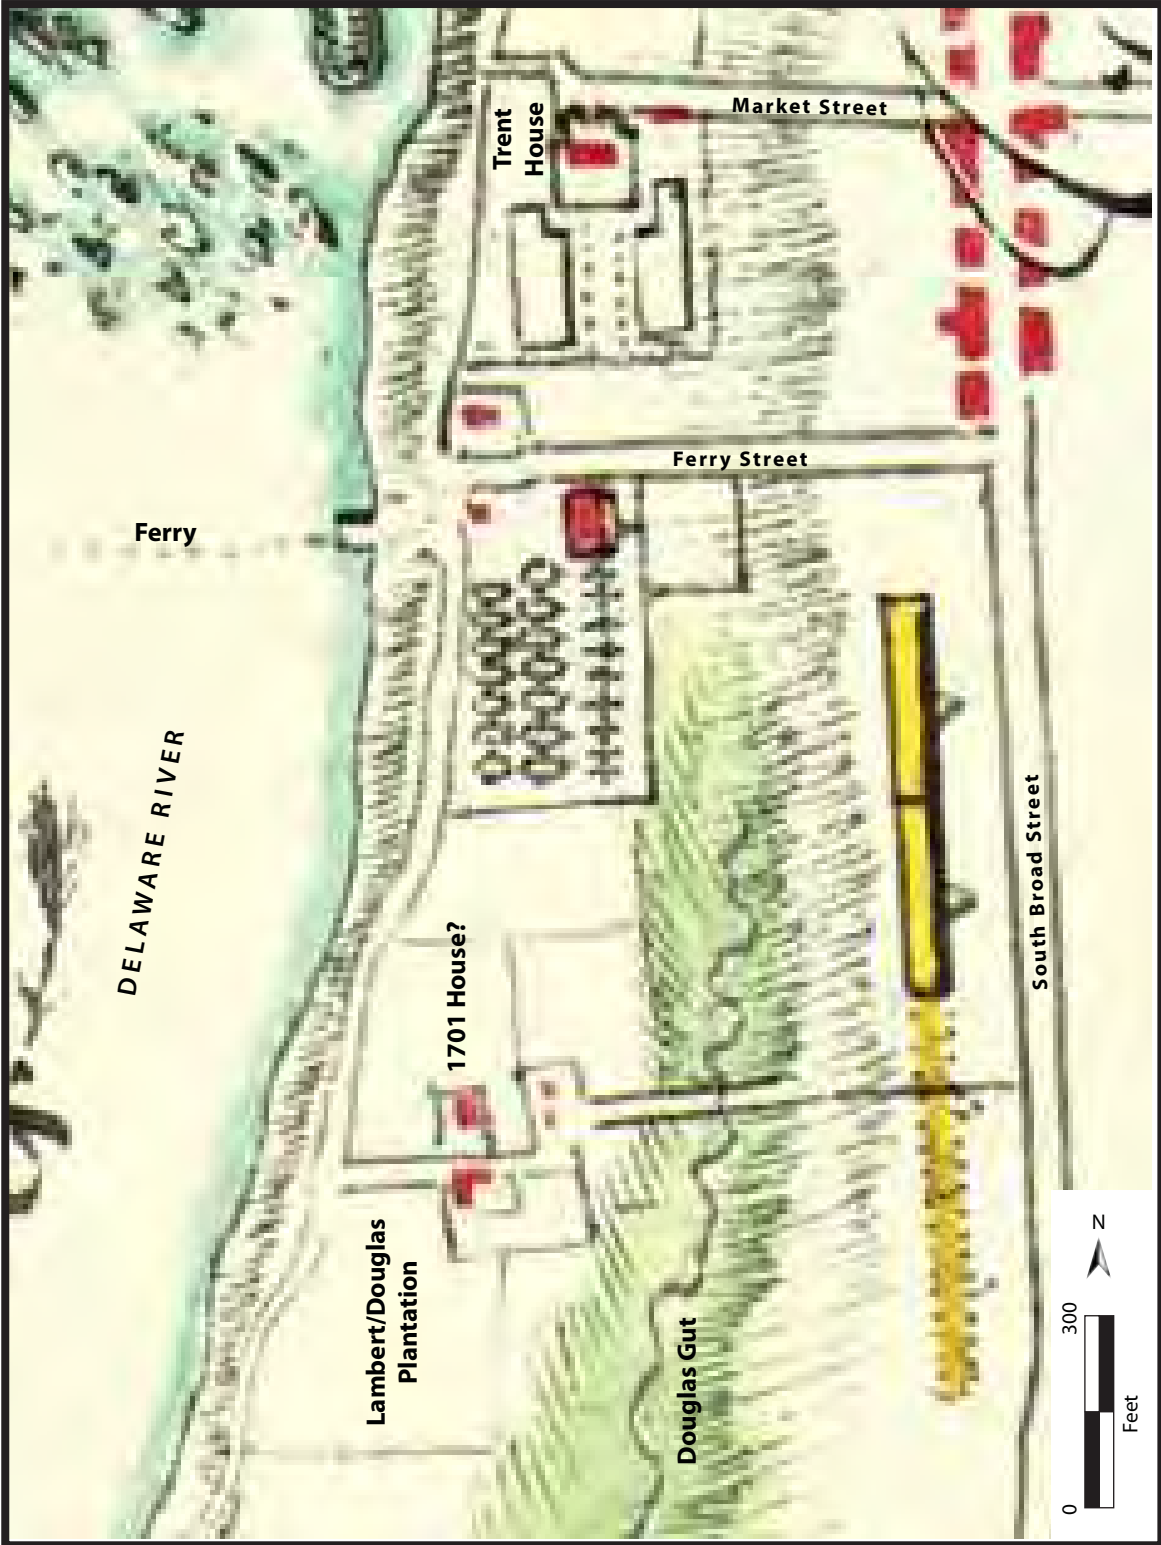 Market Street
Trent
House
Ferry Street
Ferry
DELAWARE RIVER
1701 House?
South Broad Street
Lambert/Douglas
Plantation
Douglas Gut
N
0 300
Feet